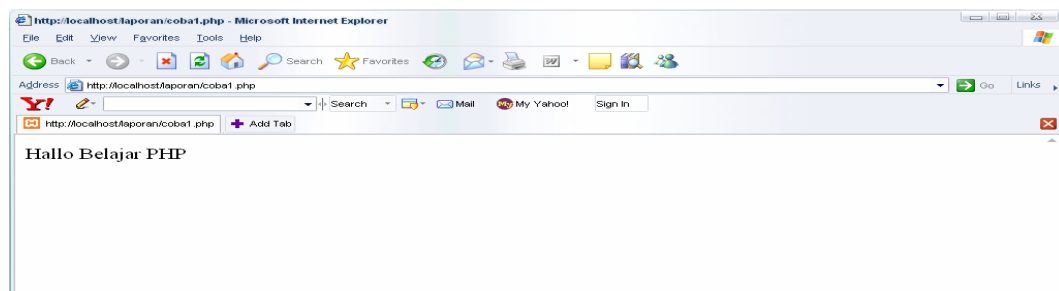 http://localhost/laporan/coba1.php - Microsoft Internet Explorer
File Edit View Favorites Tools Help
Back Search Favorites
Address http://localhost/laporan/coba1.php Go Links
Y! Search Mail My My Yahoo! Sign In
http://localhost/laporan/coba1.php Add Tab
Hallo Belajar PHP